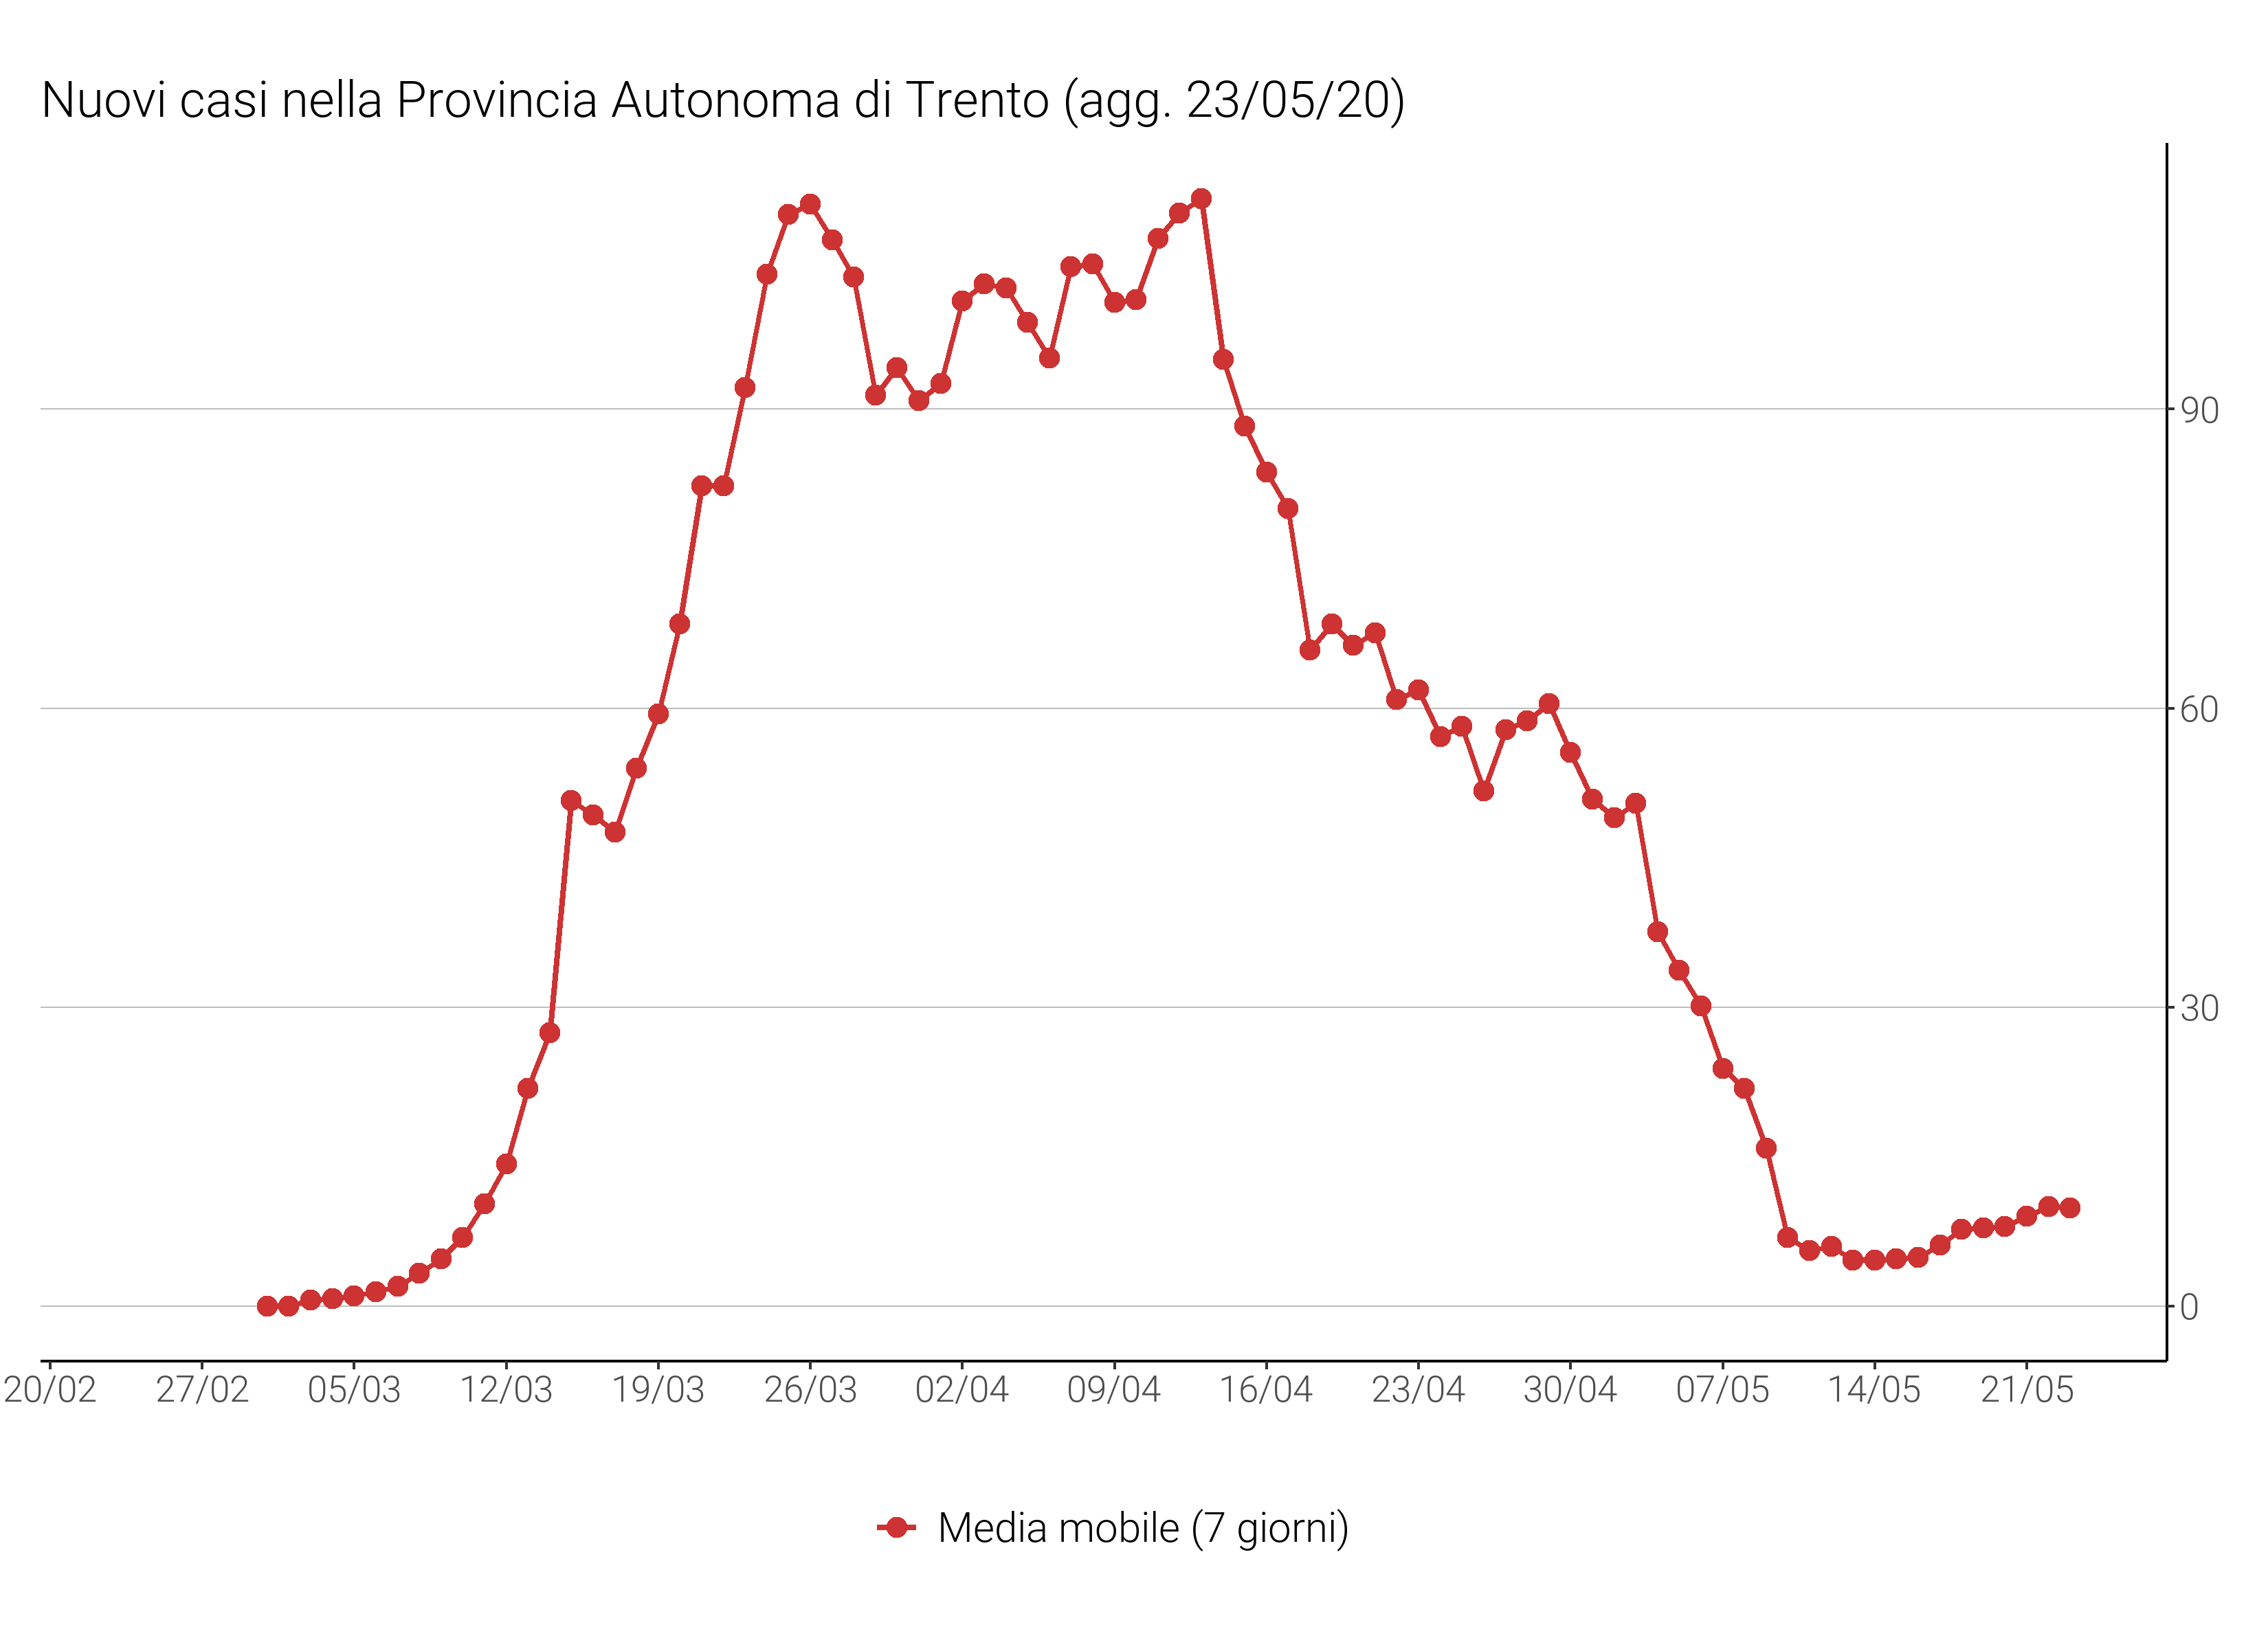 Nuovi casi nella Provincia Autonoma di Trento (agg. 23/05/20)
90
60
30
0
20/02 27/02 05/03 12/03 19/03 26/03 02/04 09/04 16/04 23/04 30/04 07/05 14/05 21/05
Media mobile (7 giorni)